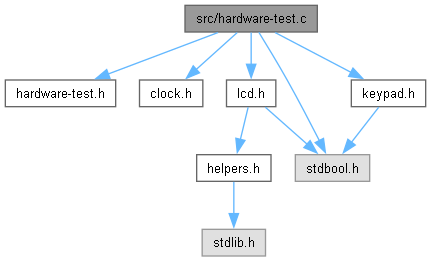 src/hardware-test.c
hardware-test.h
clock.h
lcd.h
keypad.h
helpers.h
stdbool.h
stdlib.h